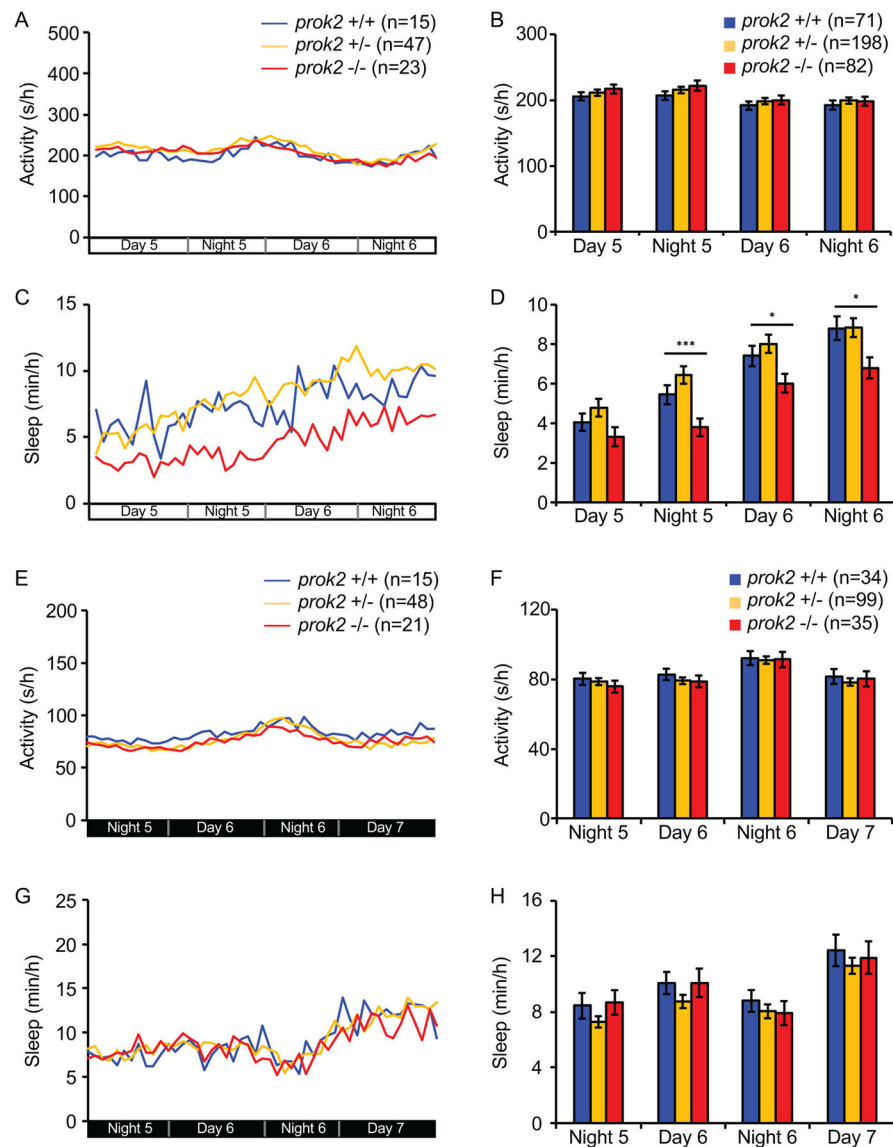 A
prok2 +/+ (n=15)
prok2 +/- (n=47)
prok2 -/- (n=23)
Activity (s/h)
500
400
300
200
100
0
Day 5 Night 5 Day 6 Night 6
B
prok2 +/+ (n=71)
prok2 +/- (n=198)
prok2 -/- (n=82)
Activity (s/h)
300
200
100
0
Day 5 Night 5 Day 6 Night 6
C
Sleep (min/h)
15
10
5
0
Day 5 Night 5 Day 6 Night 6
D
Sleep (min/h)
10
8
6
4
2
0
***
*
*
Day 5 Night 5 Day 6 Night 6
E
prok2 +/+ (n=15)
prok2 +/- (n=48)
prok2 -/- (n=21)
Activity (s/h)
200
150
100
50
0
Night 5 Day 6 Night 6 Day 7
F
prok2 +/+ (n=34)
prok2 +/- (n=99)
prok2 -/- (n=35)
Activity (s/h)
120
80
40
0
Night 5 Day 6 Night 6 Day 7
G
Sleep (min/h)
25
20
15
10
5
0
Night 5 Day 6 Night 6 Day 7
H
Sleep (min/h)
16
12
8
4
0
Night 5 Day 6 Night 6 Day 7